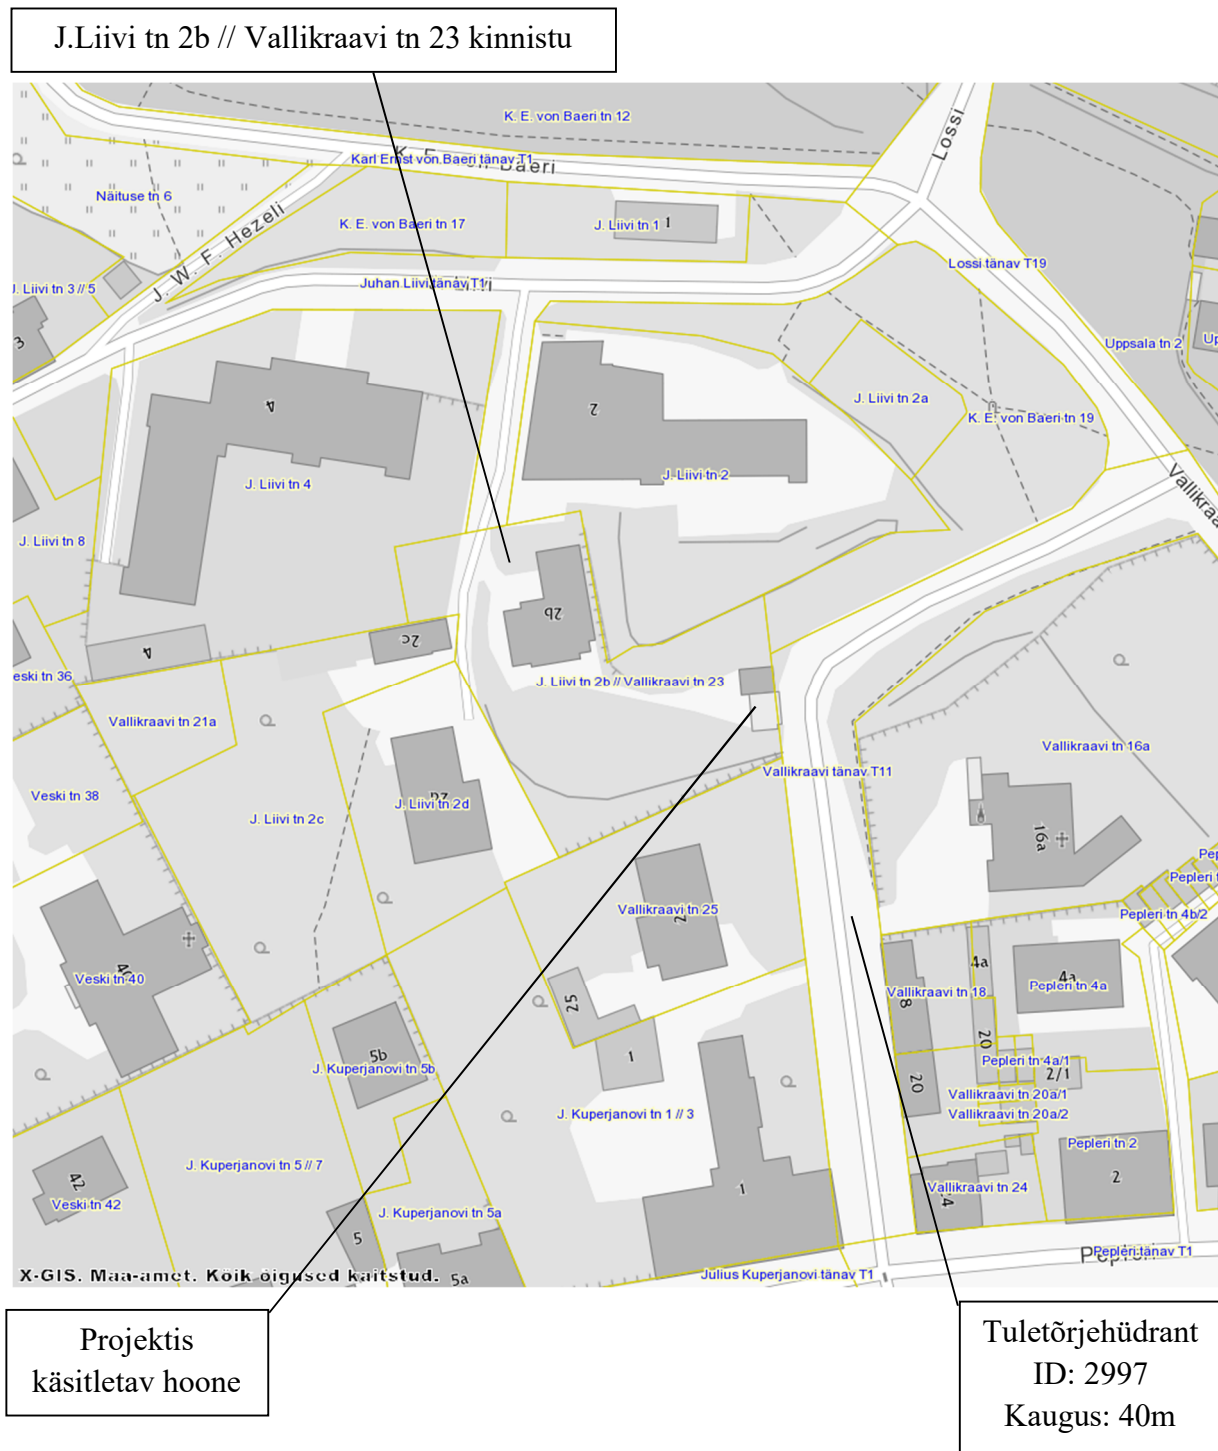 J.Liivi tn 2b // Vallikraavi tn 23 kinnistu
K. E. von Baeri tn 12
Lossi
Karl Ernst von Baeri tänav T1
Näituse tn 6
J. W. F. Hezeli
K. E. von Baeri tn 17
J. Liivi tn 1
1
Lossi tänav T19
J. Liivi tn 3 // 5
3
Juhan Liivi tänav T1
Uppsala tn 2
4
2
J. Liivi tn 2a
K. E. von Baeri tn 19
J. Liivi tn 4
J. Liivi tn 2
J. Liivi tn 8
2b
2c
4
J. Liivi tn 2b // Vallikraavi tn 23
Vallikraavi tn 21a
Vallikraavi tn 16a
Vallikraavi tänav T11
Veski tn 38
J. Liivi tn 2c
J. Liivi tn 2d
16a
Vallikraavi tn 25
Pepleri tn 4b/2
Veski tn 40
4a
4a
Pepleri tn 4a
Vallikraavi tn 18
25
20
1
5b
J. Kuperjanovi tn 5b
Pepleri tn 4a/1
2/1
20
Vallikraavi tn 20a/1
Vallikraavi tn 20a/2
J. Kuperjanovi tn 1 // 3
Pepleri tn 2
J. Kuperjanovi tn 5 // 7
42
Veski tn 42
1
2
Vallikraavi tn 24
J. Kuperjanovi tn 5a
5
5a
Pepleri tänav T1
Julius Kuperjanovi tänav T1
X-GIS. Maa-amet. Kõik õigused kaitstud.
Projektis
käsitletav hoone
Tuletõrjehüdrant
ID: 2997
Kaugus: 40m